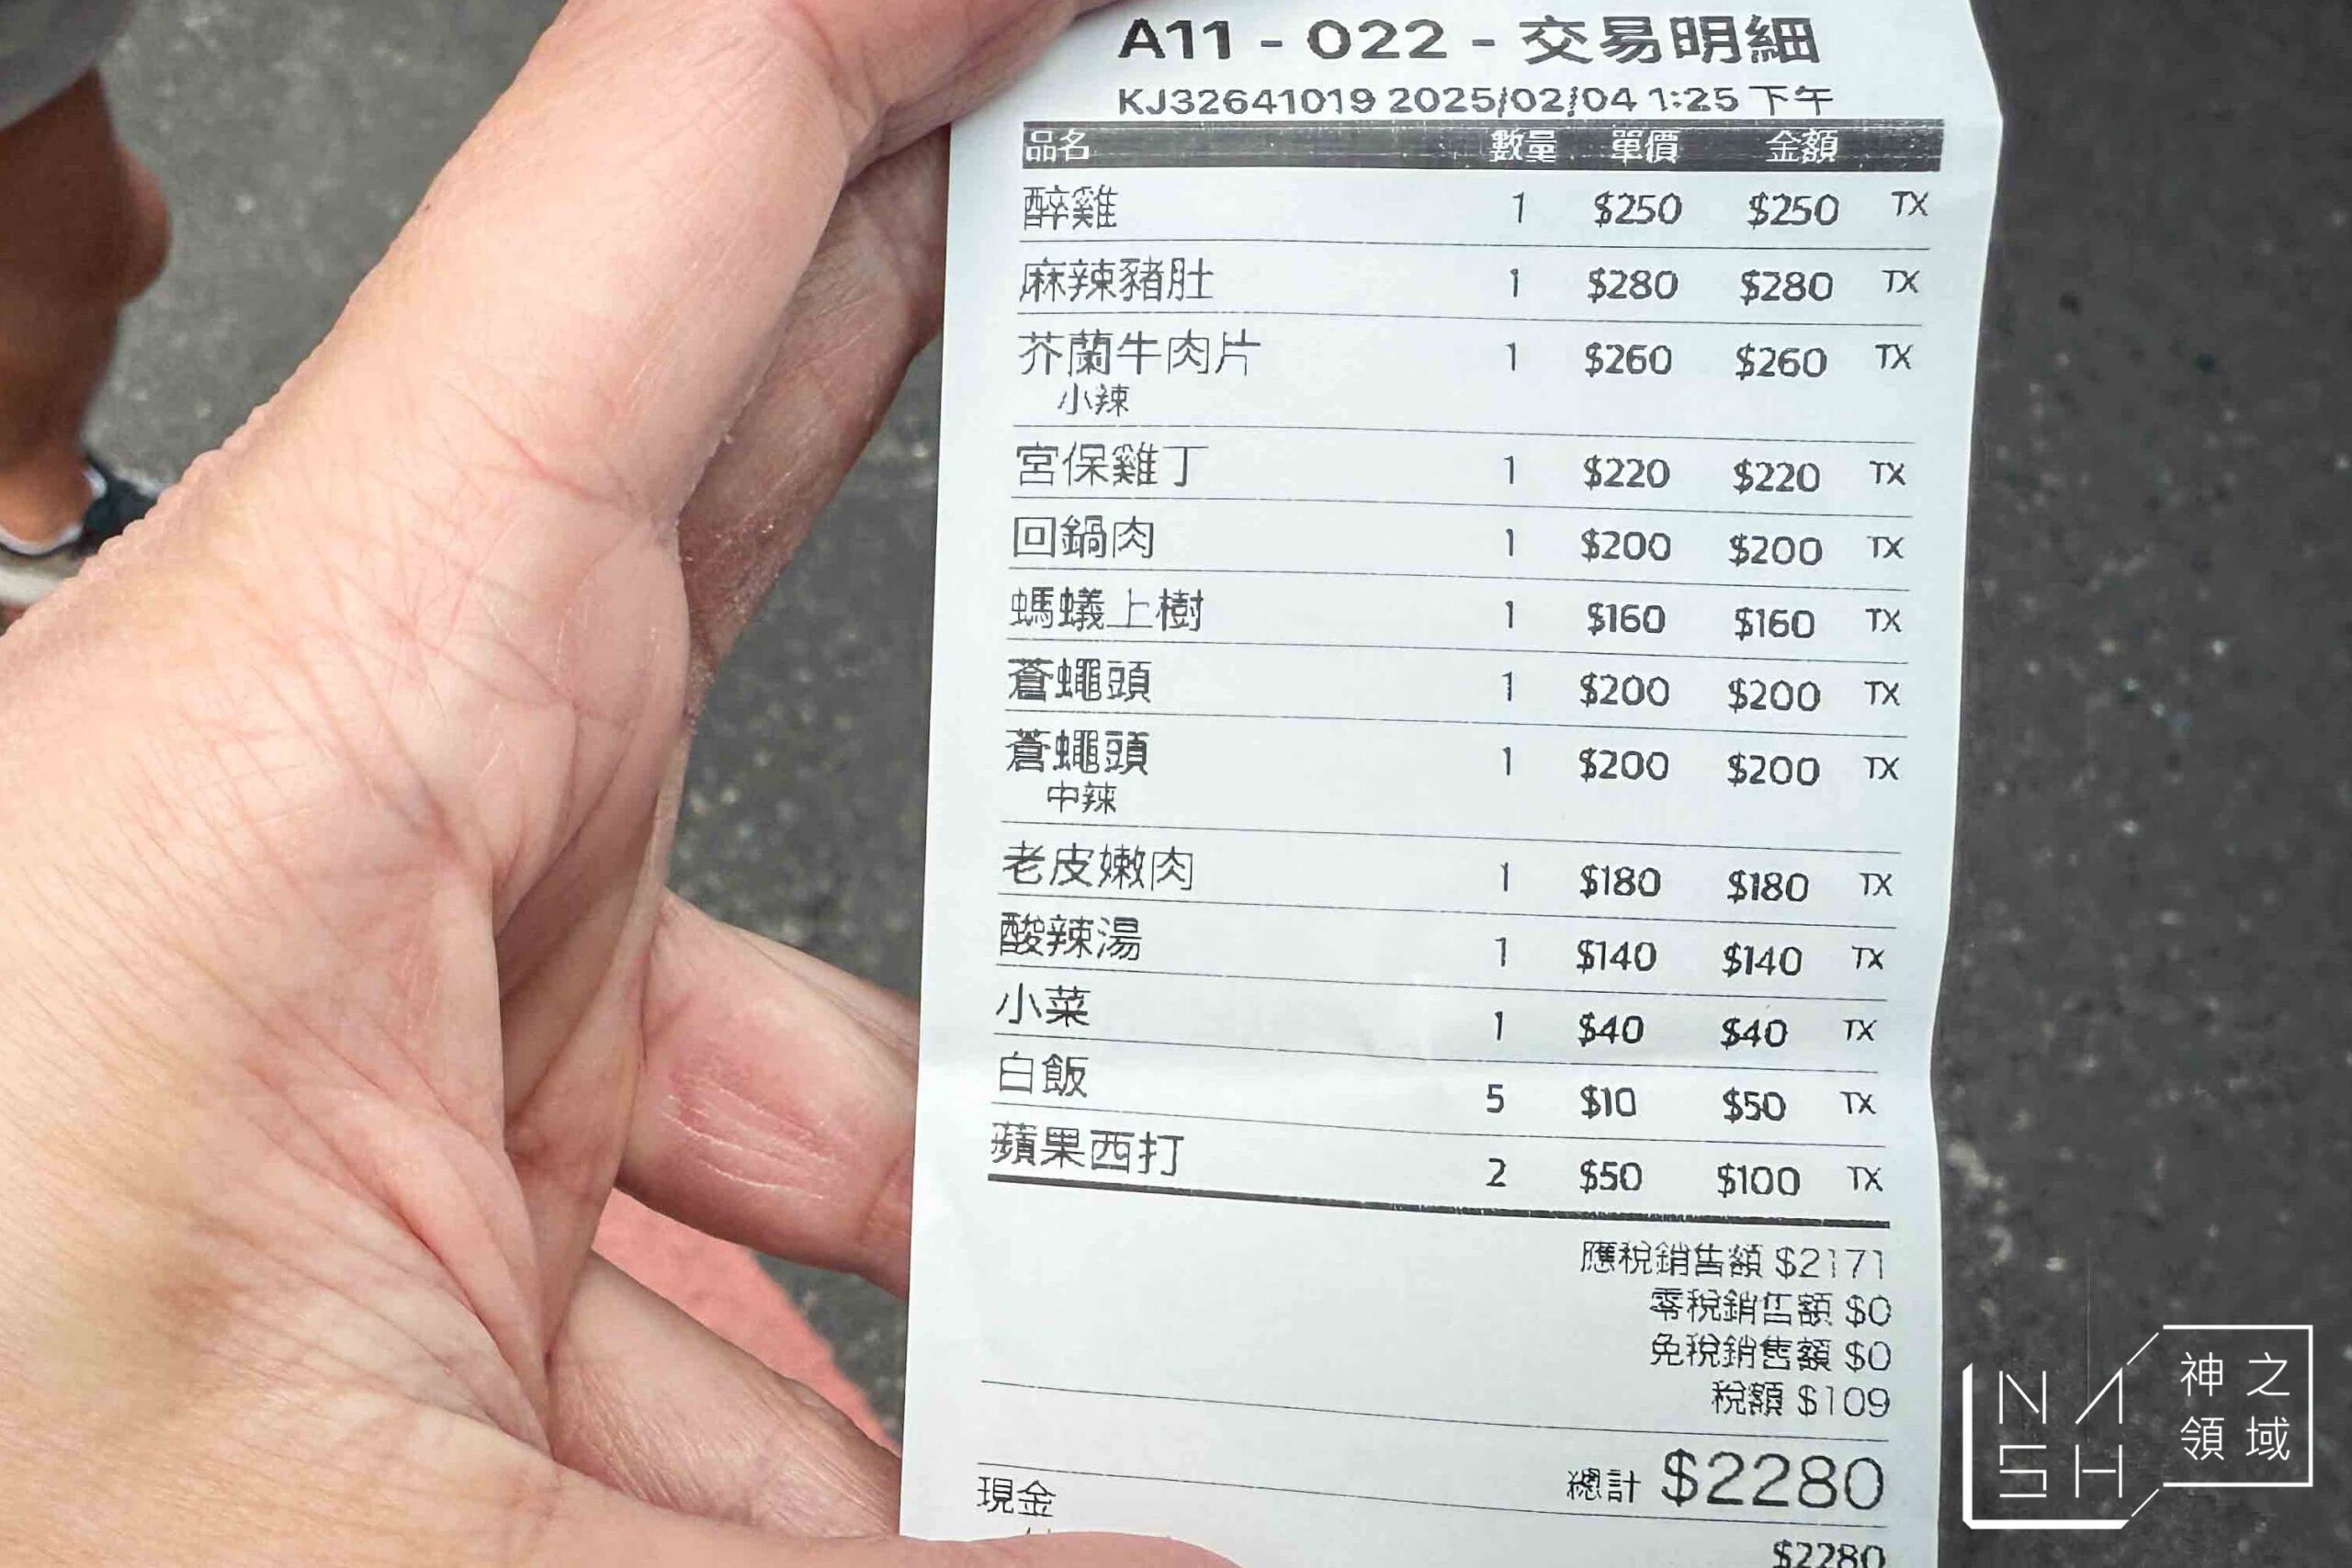 A11 - 022 - 交易明細
KJ32641019 2025/02/04 1:25 下午
品名 數量 單價 金額
醉雞 1 $250 $250 TX
麻辣豬肚 1 $280 $280 TX
芥蘭牛肉片 1 $260 $260 TX
小辣
宮保雞丁 1 $220 $220 TX
回鍋肉 1 $200 $200 TX
螞蟻上樹 1 $160 $160 TX
蒼蠅頭 1 $200 $200 TX
蒼蠅頭 1 $200 $200 TX
中辣
老皮嫩肉 1 $180 $180 TX
酸辣湯 1 $140 $140 TX
小菜 1 $40 $40 TX
白飯 5 $10 $50 TX
蘋果西打 2 $50 $100 TX
應稅銷售額 $2171
零稅銷售額 $0
免稅銷售額 $0
稅額 $109
總計 $2280
現金
$2280
NASH
神之
領域